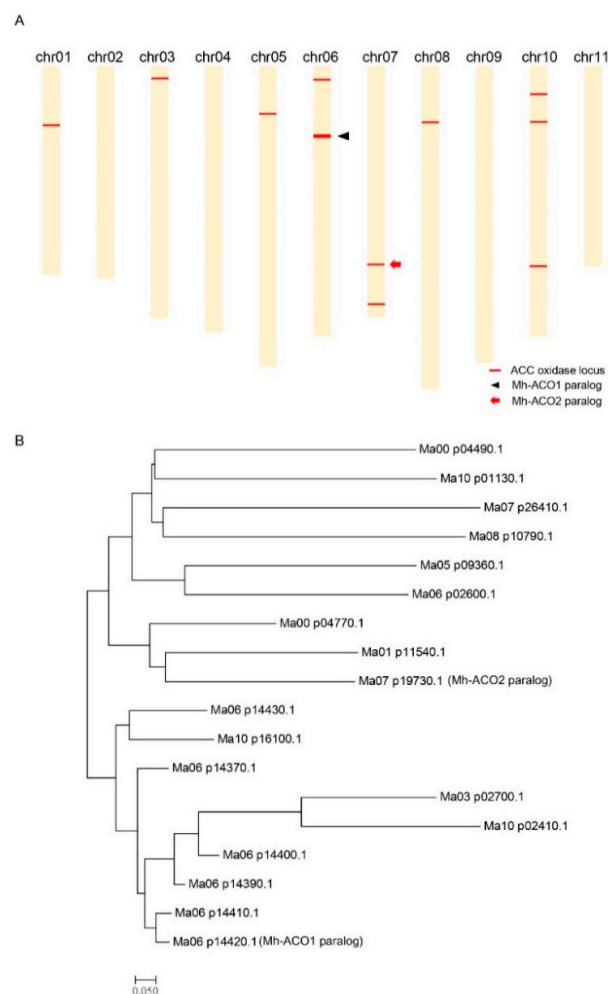 A
chr01 chr02 chr03 chr04 chr05 chr06 chr07 chr08 chr09 chr10 chr11
ACC oxidase locus
Mh-ACO1 paralog
Mh-ACO2 paralog
B
Ma00 p04490.1
Ma10 p01130.1
Ma07 p26410.1
Ma08 p10790.1
Ma05 p09360.1
Ma06 p02600.1
Ma00 p04770.1
Ma01 p11540.1
Ma07 p19730.1 (Mh-ACO2 paralog)
Ma06 p14430.1
Ma10 p16100.1
Ma06 p14370.1
Ma03 p02700.1
Ma10 p02410.1
Ma06 p14400.1
Ma06 p14390.1
Ma06 p14410.1
Ma06 p14420.1 (Mh-ACO1 paralog)
0.050